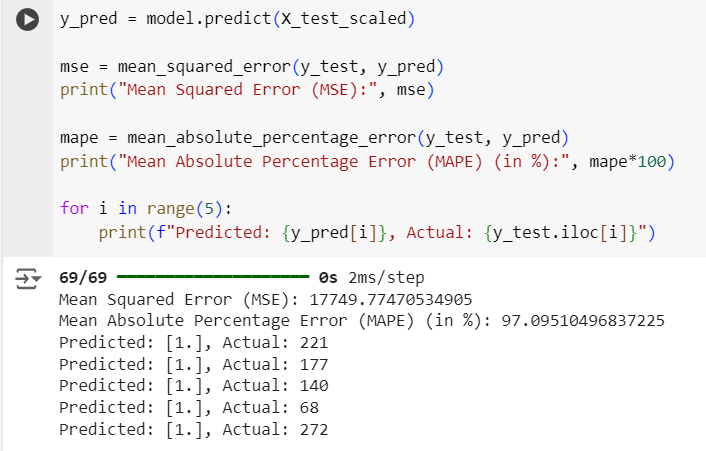 y_pred = model.predict(X_test_scaled)
mse = mean_squared_error(y_test, y_pred)
print("Mean Squared Error (MSE):", mse)
mape = mean_absolute_percentage_error(y_test, y_pred)
print("Mean Absolute Percentage Error (MAPE) (in %):", mape*100)
for i in range(5):
    print(f"Predicted: {y_pred[i]}, Actual: {y_test.iloc[i]}")
69/69 ━━━━━━━━━━━━━━━━━━━━ 0s 2ms/step
Mean Squared Error (MSE): 17749.77470534905
Mean Absolute Percentage Error (MAPE) (in %): 97.09510496837225
Predicted: [1.], Actual: 221
Predicted: [1.], Actual: 177
Predicted: [1.], Actual: 140
Predicted: [1.], Actual: 68
Predicted: [1.], Actual: 272